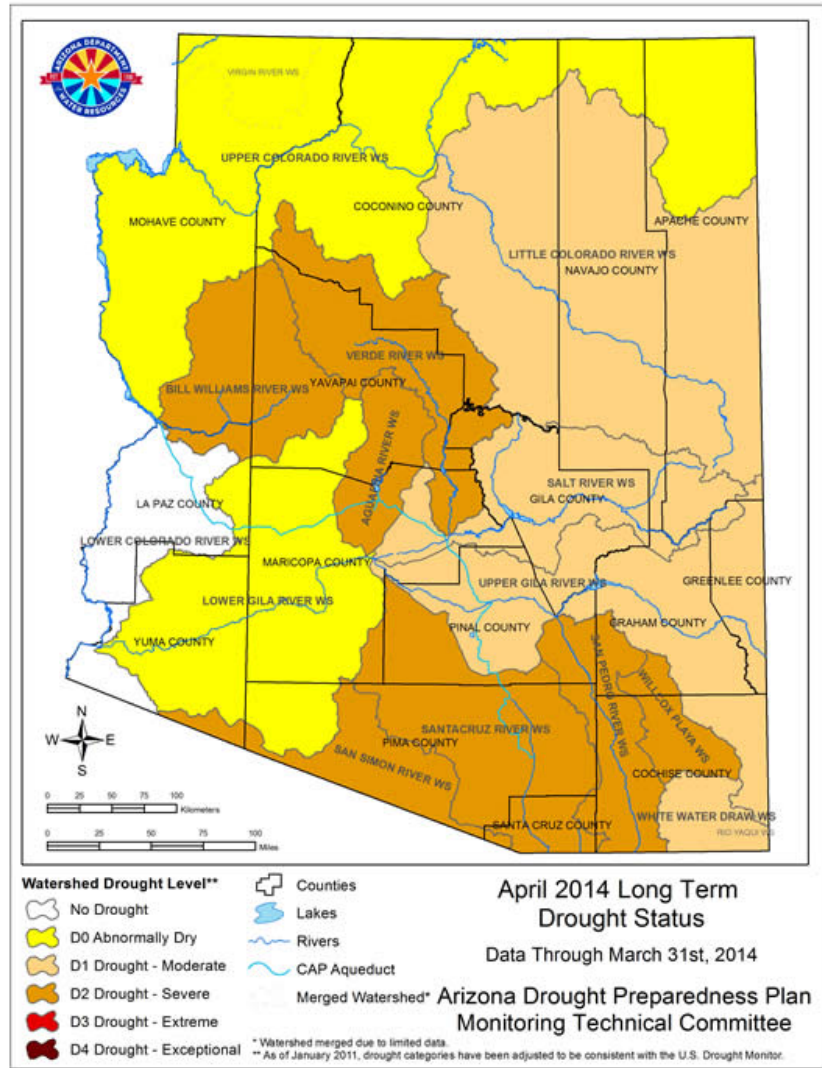 ARIZONA DEPARTMENT
OF WATER RESOURCES
VIRGIN RIVER WS
UPPER COLORADO RIVER WS
COCONINO COUNTY
MOHAVE COUNTY
APACHE COUNTY
LITTLE COLORADO RIVER WS
NAVAJO COUNTY
VERDE RIVER WS
YAVAPAI COUNTY
BILL WILLIAMS RIVER WS
AGUA FRIA RIVER WS
SALT RIVER WS
GILA COUNTY
LA PAZ COUNTY
LOWER COLORADO RIVER WS
MARICOPA COUNTY
UPPER GILA RIVER WS
GREENLEE COUNTY
LOWER GILA RIVER WS
PINAL COUNTY
GRAHAM COUNTY
YUMA COUNTY
SAN PEDRO RIVER WS
WILLCOX PLAYA WS
SANTACRUZ RIVER WS
PIMA COUNTY
SAN SIMON RIVER WS
COCHISE COUNTY
WHITE WATER DRAW WS
SANTA CRUZ COUNTY
RIO YAQUI WS
N
W E
S
0 25 50 75 100
Kilometers
0 25 50 75 100
Miles
Watershed Drought Level**
No Drought
D0 Abnormally Dry
D1 Drought - Moderate
D2 Drought - Severe
D3 Drought - Extreme
D4 Drought - Exceptional
Counties
Lakes
Rivers
CAP Aqueduct
Merged Watershed*
April 2014 Long Term
Drought Status
Data Through March 31st, 2014
Arizona Drought Preparedness Plan
Monitoring Technical Committee
* Watershed merged due to limited data.
** As of January 2011, drought categories have been adjusted to be consistent with the U.S. Drought Monitor.